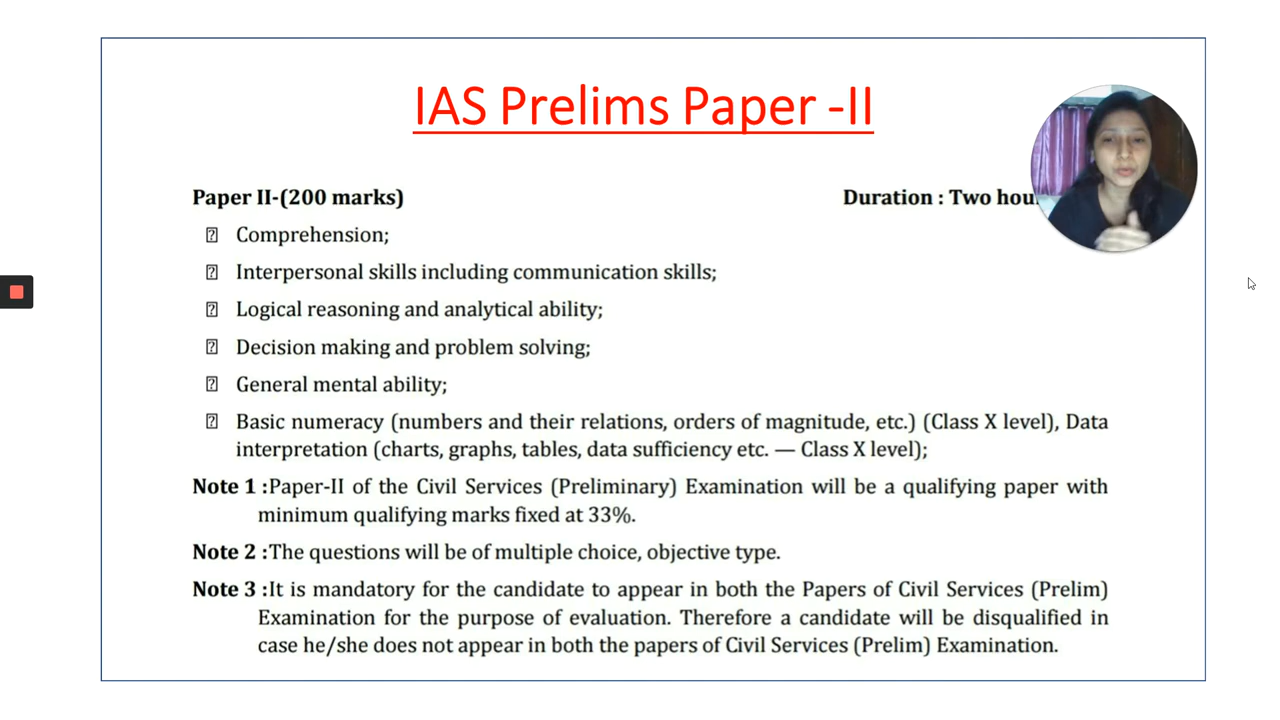 IAS Prelims Paper -II
Paper II-(200 marks) Duration : Two hou
Comprehension;
Interpersonal skills including communication skills;
Logical reasoning and analytical ability;
Decision making and problem solving;
General mental ability;
Basic numeracy (numbers and their relations, orders of magnitude, etc.) (Class X level), Data
interpretation (charts, graphs, tables, data sufficiency etc. — Class X level);
Note 1 :Paper-II of the Civil Services (Preliminary) Examination will be a qualifying paper with
minimum qualifying marks fixed at 33%.
Note 2 :The questions will be of multiple choice, objective type.
Note 3 :It is mandatory for the candidate to appear in both the Papers of Civil Services (Prelim)
Examination for the purpose of evaluation. Therefore a candidate will be disqualified in
case he/she does not appear in both the papers of Civil Services (Prelim) Examination.